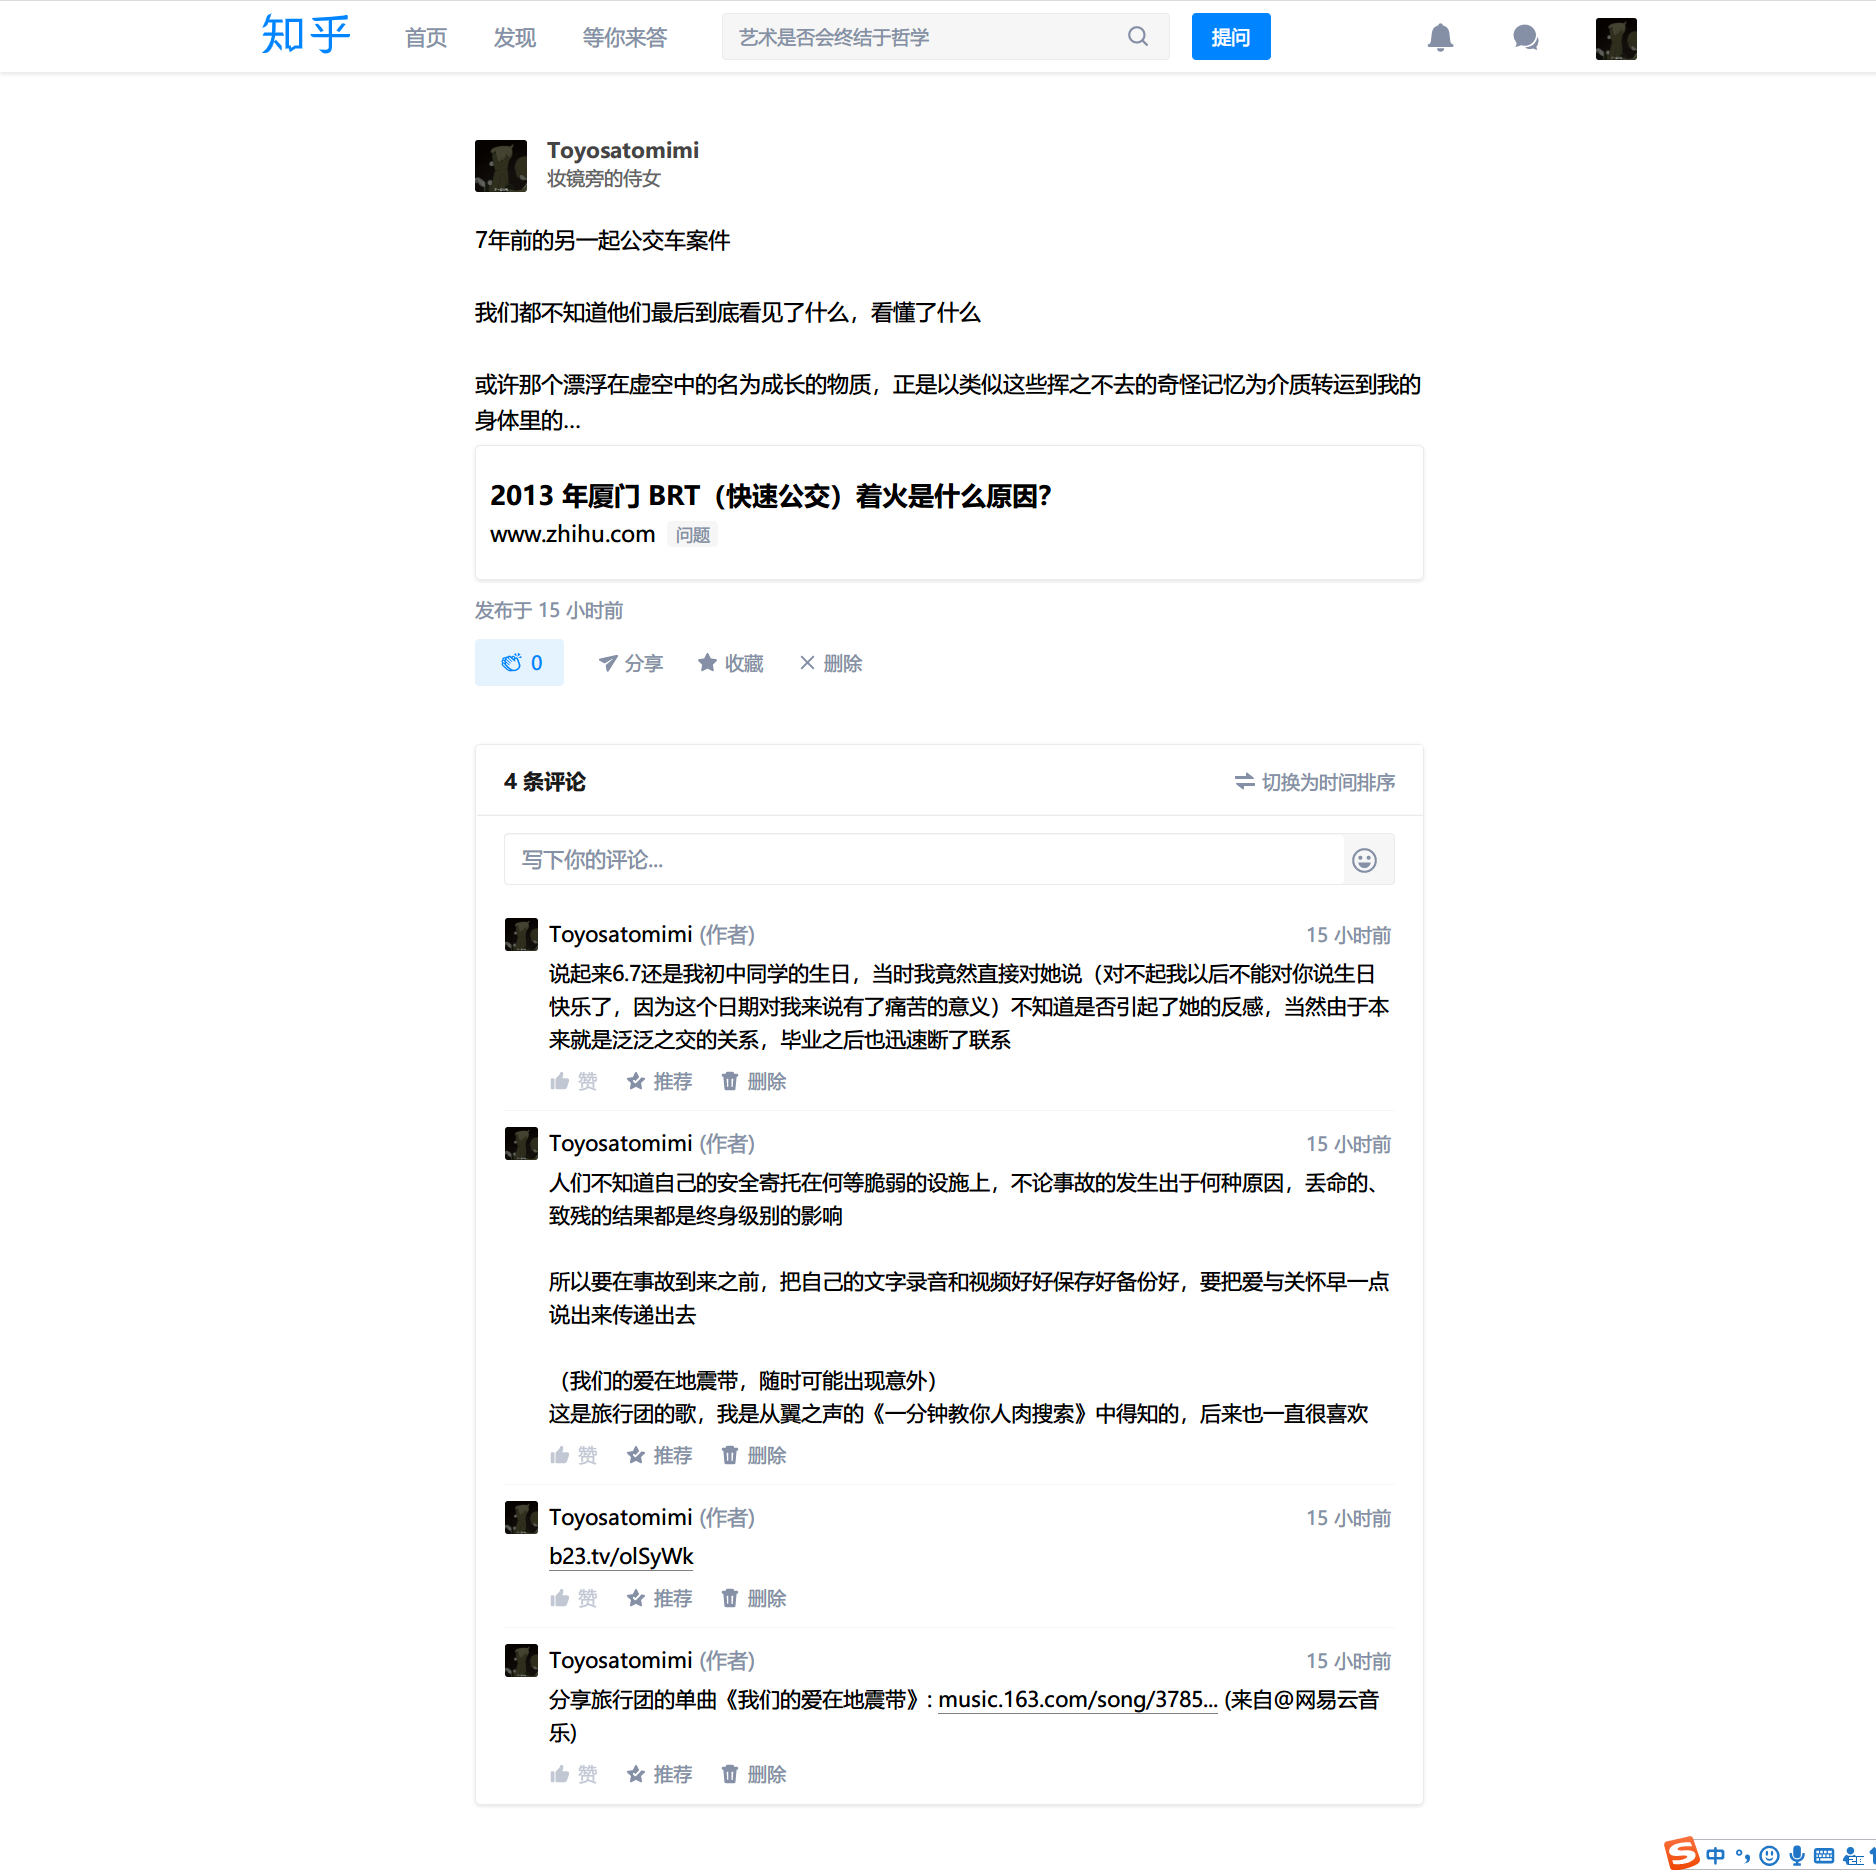 知乎 首页 发现 等你来答 艺术是否会终结于哲学 提问
Toyosatomimi
妆镜旁的侍女
7年前的另一起公交车案件
我们都不知道他们最后到底看见了什么，看懂了什么
或许那个漂浮在虚空中的名为成长的物质，正是以类似这些挥之不去的奇怪记忆为介质转运到我的
身体里的...
2013 年厦门 BRT（快速公交）着火是什么原因？
www.zhihu.com 问题
发布于 15 小时前
0 分享 收藏 删除
4 条评论 切换为时间排序
写下你的评论...
Toyosatomimi (作者) 15 小时前
说起来6.7还是我初中同学的生日，当时我竟然直接对她说（对不起我以后不能对你说生日
快乐了，因为这个日期对我来说有了痛苦的意义）不知道是否引起了她的反感，当然由于本
来就是泛泛之交的关系，毕业之后也迅速断了联系
赞 推荐 删除
Toyosatomimi (作者) 15 小时前
人们不知道自己的安全寄托在何等脆弱的设施上，不论事故的发生出于何种原因，丢命的、
致残的结果都是终身级别的影响
所以要在事故到来之前，把自己的文字录音和视频好好保存好备份好，要把爱与关怀早一点
说出来传递出去
（我们的爱在地震带，随时可能出现意外）
这是旅行团的歌，我是从翼之声的《一分钟教你人肉搜索》中得知的，后来也一直很喜欢
赞 推荐 删除
Toyosatomimi (作者) 15 小时前
b23.tv/olSyWk
赞 推荐 删除
Toyosatomimi (作者) 15 小时前
分享旅行团的单曲《我们的爱在地震带》: music.163.com/song/3785... (来自@网易云音
乐)
赞 推荐 删除
中